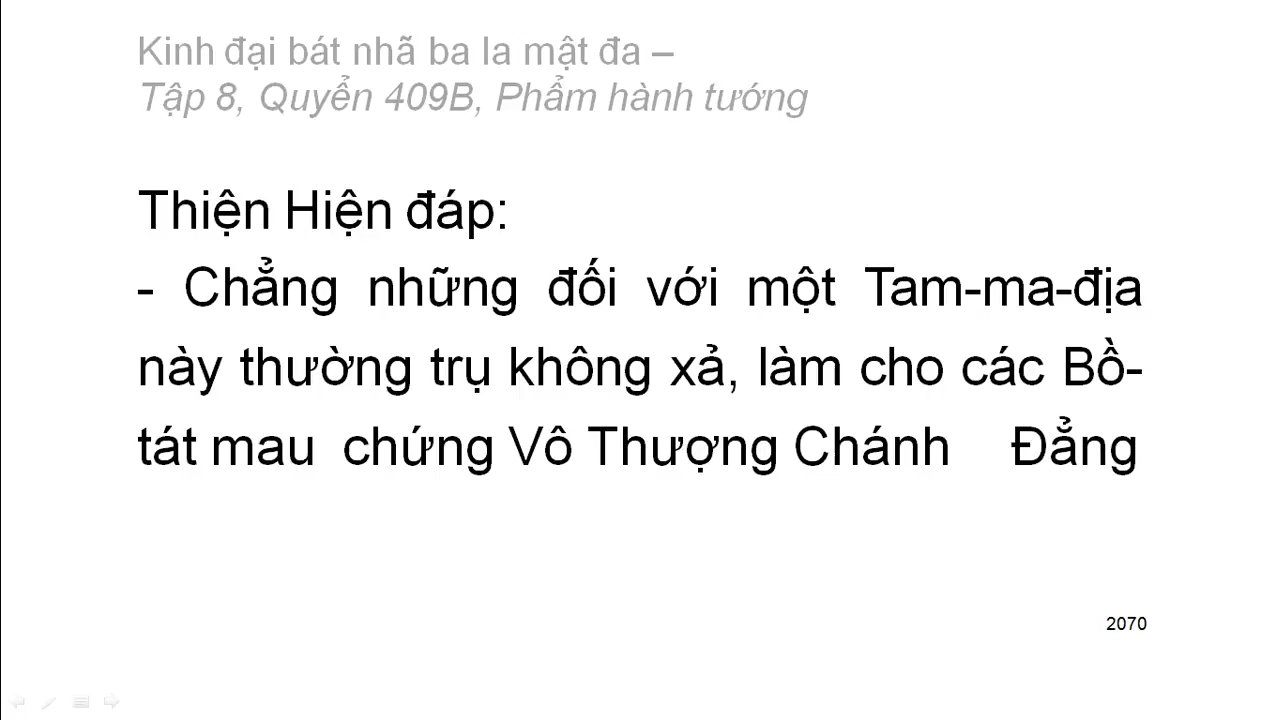 Kinh đại bát nhã ba la mật đa –
Tập 8, Quyển 409B, Phẩm hành tướng
Thiện Hiện đáp:
- Chẳng những đối với một Tam-ma-địa
này thường trụ không xả, làm cho các Bồ-
tát mau chứng Vô Thượng Chánh Đẳng
2070